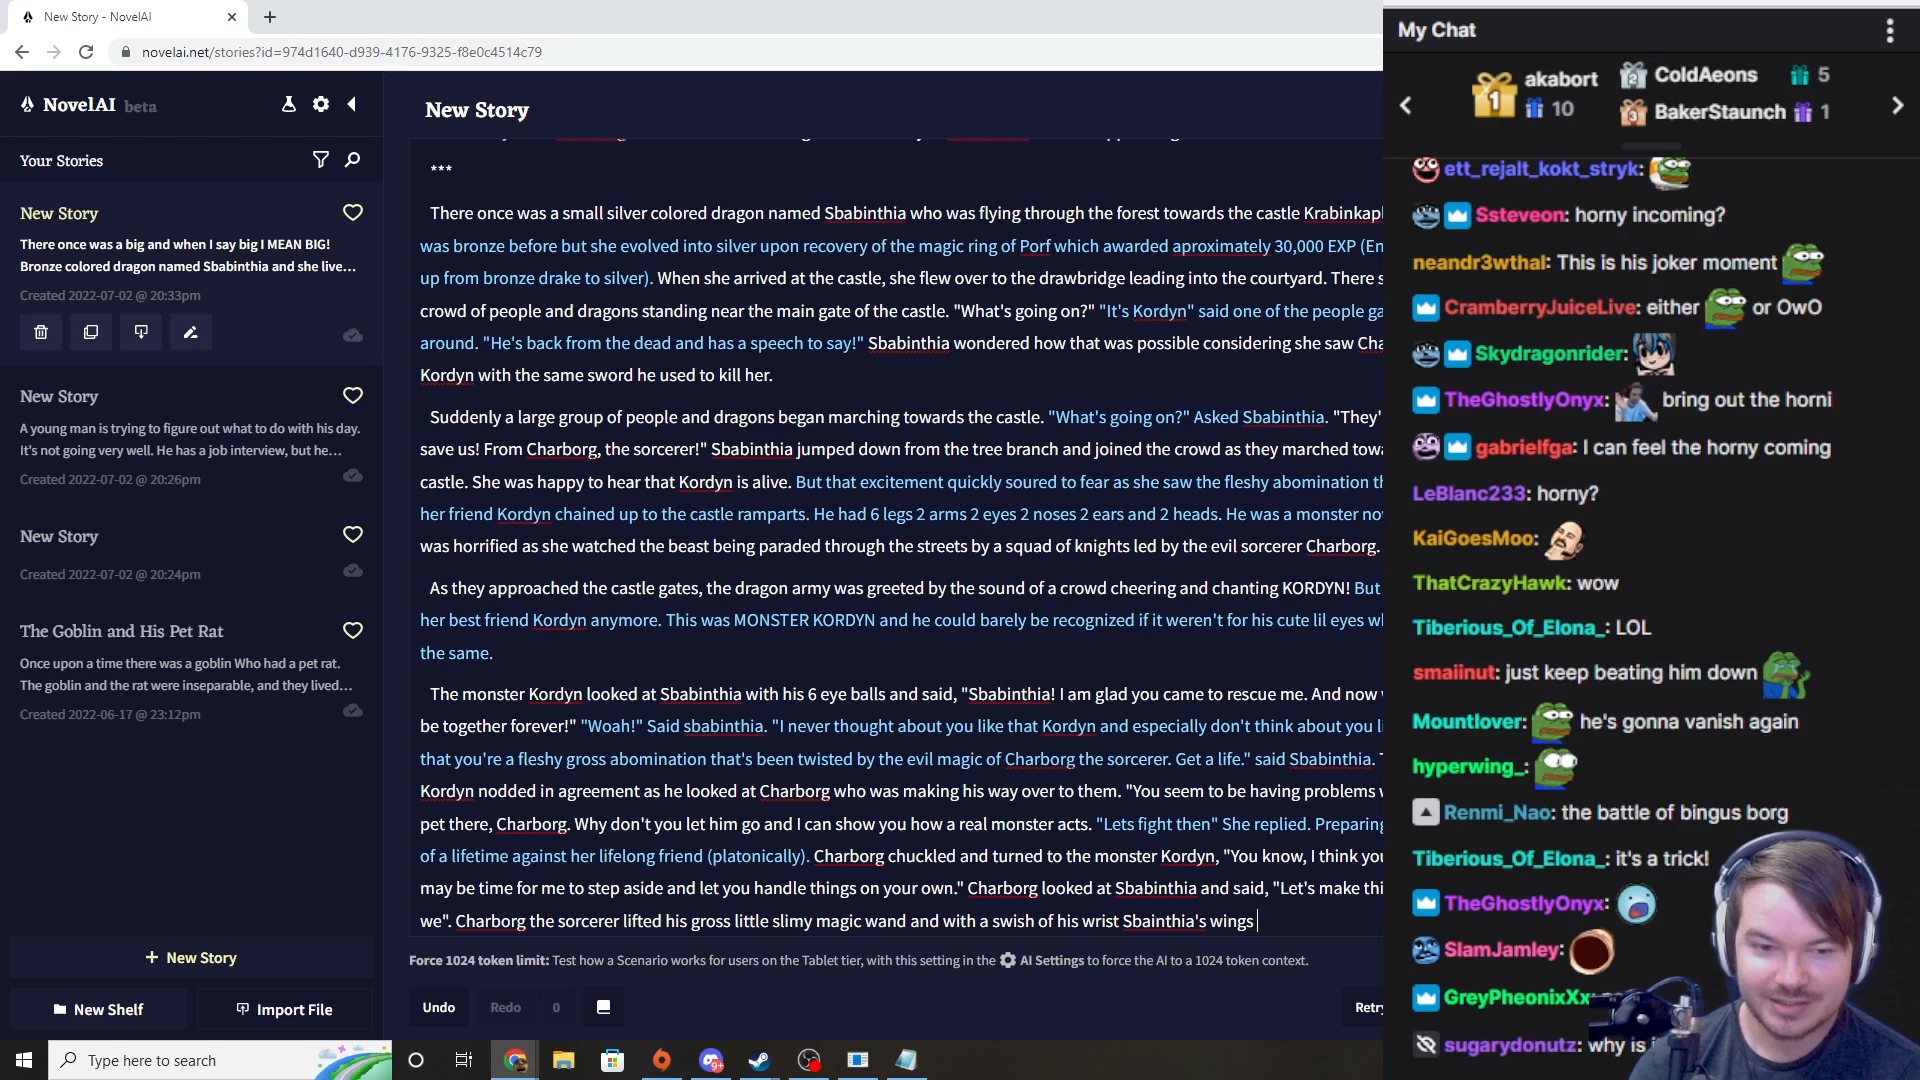 New Story - NovelAI
novelai.net/stories?id=974d1640-d939-4176-9325-f8e0c4514c79
NovelAI beta
Your Stories
New Story
There once was a big and when I say big I MEAN BIG!
Bronze colored dragon named Sbabinthia and she live...
Created 2022-07-02 @ 20:33pm
New Story
A young man is trying to figure out what to do with his day.
It's not going very well. He has a job interview, but he...
Created 2022-07-02 @ 20:26pm
New Story
Created 2022-07-02 @ 20:24pm
The Goblin and His Pet Rat
Once upon a time there was a goblin Who had a pet rat.
The goblin and the rat were inseparable, and they lived...
Created 2022-06-17 @ 23:12pm
+ New Story
New Shelf
Import File
New Story
***
There once was a small silver colored dragon named Sbabinthia who was flying through the forest towards the castle
was bronze before but she evolved into silver upon recovery of the magic ring of Porf which awarded aproximately 30,000 EXP
up from bronze drake to silver). When she arrived at the castle, she flew over to the drawbridge leading into the courtyard. There
crowd of people and dragons standing near the main gate of the castle. "What's going on?" "It's Kordyn" said one of the people
around. "He's back from the dead and has a speech to say!" Sbabinthia wondered how that was possible considering she saw
Kordyn with the same sword he used to kill her.
Suddenly a large group of people and dragons began marching towards the castle. "What's going on?" Asked Sbabinthia. "They'
save us! From Charborg, the sorcerer!" Sbabinthia jumped down from the tree branch and joined the crowd as they marched
castle. She was happy to hear that Kordyn is alive. But that excitement quickly soured to fear as she saw the fleshy abomination
her friend Kordyn chained up to the castle ramparts. He had 6 legs 2 arms 2 eyes 2 noses 2 ears and 2 heads. He was a monster
was horrified as she watched the beast being paraded through the streets by a squad of knights led by the evil sorcerer Charborg.
As they approached the castle gates, the dragon army was greeted by the sound of a crowd cheering and chanting KORDYN! But
her best friend Kordyn anymore. This was MONSTER KORDYN and he could barely be recognized if it weren't for his cute lil eyes
the same.
The monster Kordyn looked at Sbabinthia with his 6 eye balls and said, "Sbabinthia! I am glad you came to rescue me. And now
be together forever!" "Woah!" Said sbabinthia. "I never thought about you like that Kordyn and especially don't think about you
that you're a fleshy gross abomination that's been twisted by the evil magic of Charborg the sorcerer. Get a life." said Sbabinthia.
Kordyn nodded in agreement as he looked at Charborg who was making his way over to them. "You seem to be having problems
pet there, Charborg. Why don't you let him go and I can show you how a real monster acts. "Lets fight then" She replied. Preparing
of a lifetime against her lifelong friend (platonically). Charborg chuckled and turned to the monster Kordyn, "You know, I think
may be time for me to step aside and let you handle things on your own." Charborg looked at Sbabinthia and said, "Let's make
we". Charborg the sorcerer lifted his gross little slimy magic wand and with a swish of his wrist Sbainthia's wings
Force 1024 token limit: Test how a Scenario works for users on the Tablet tier, with this setting in the AI Settings to force the AI to a 1024 token context.
Undo
Redo
0
Retry
Type here to search
9+
My Chat
1 akabort 10
2 ColdAeons 5
3 BakerStaunch 1
ett_rejalt_kokt_stryk:
Ssteveon: horny incoming?
neandr3wthal: This is his joker moment
CramberryJuiceLive: either or OwO
Skydragonrider:
TheGhostlyOnyx: bring out the horni
gabrielfga: I can feel the horny coming
LeBlanc233: horny?
KaiGoesMoo:
ThatCrazyHawk: wow
Tiberious_Of_Elona_: LOL
smaiinut: just keep beating him down
Mountlover: he's gonna vanish again
hyperwing_:
Renmi_Nao: the battle of bingus borg
Tiberious_Of_Elona_: it's a trick!
TheGhostlyOnyx:
SlamJamley:
GreyPheonixXx:
sugarydonutz: why is